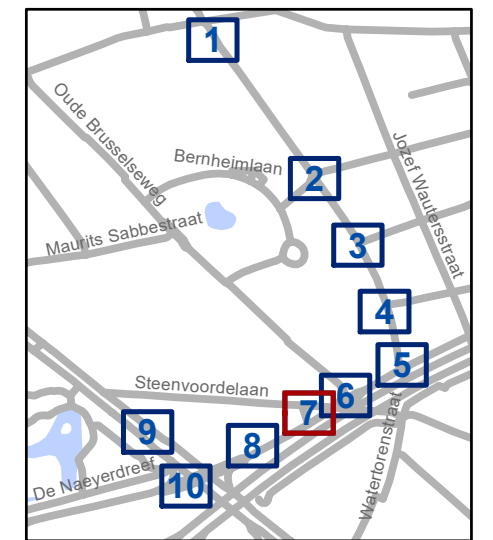 1
Oude Brusselseweg
Bernheimlaan
2
Jozef Wautersstraat
Maurits Sabbestraat
3
4
5
Steenvoordelaan
6
7
8
9
Watertorenstraat
De Naeyerdreef
10